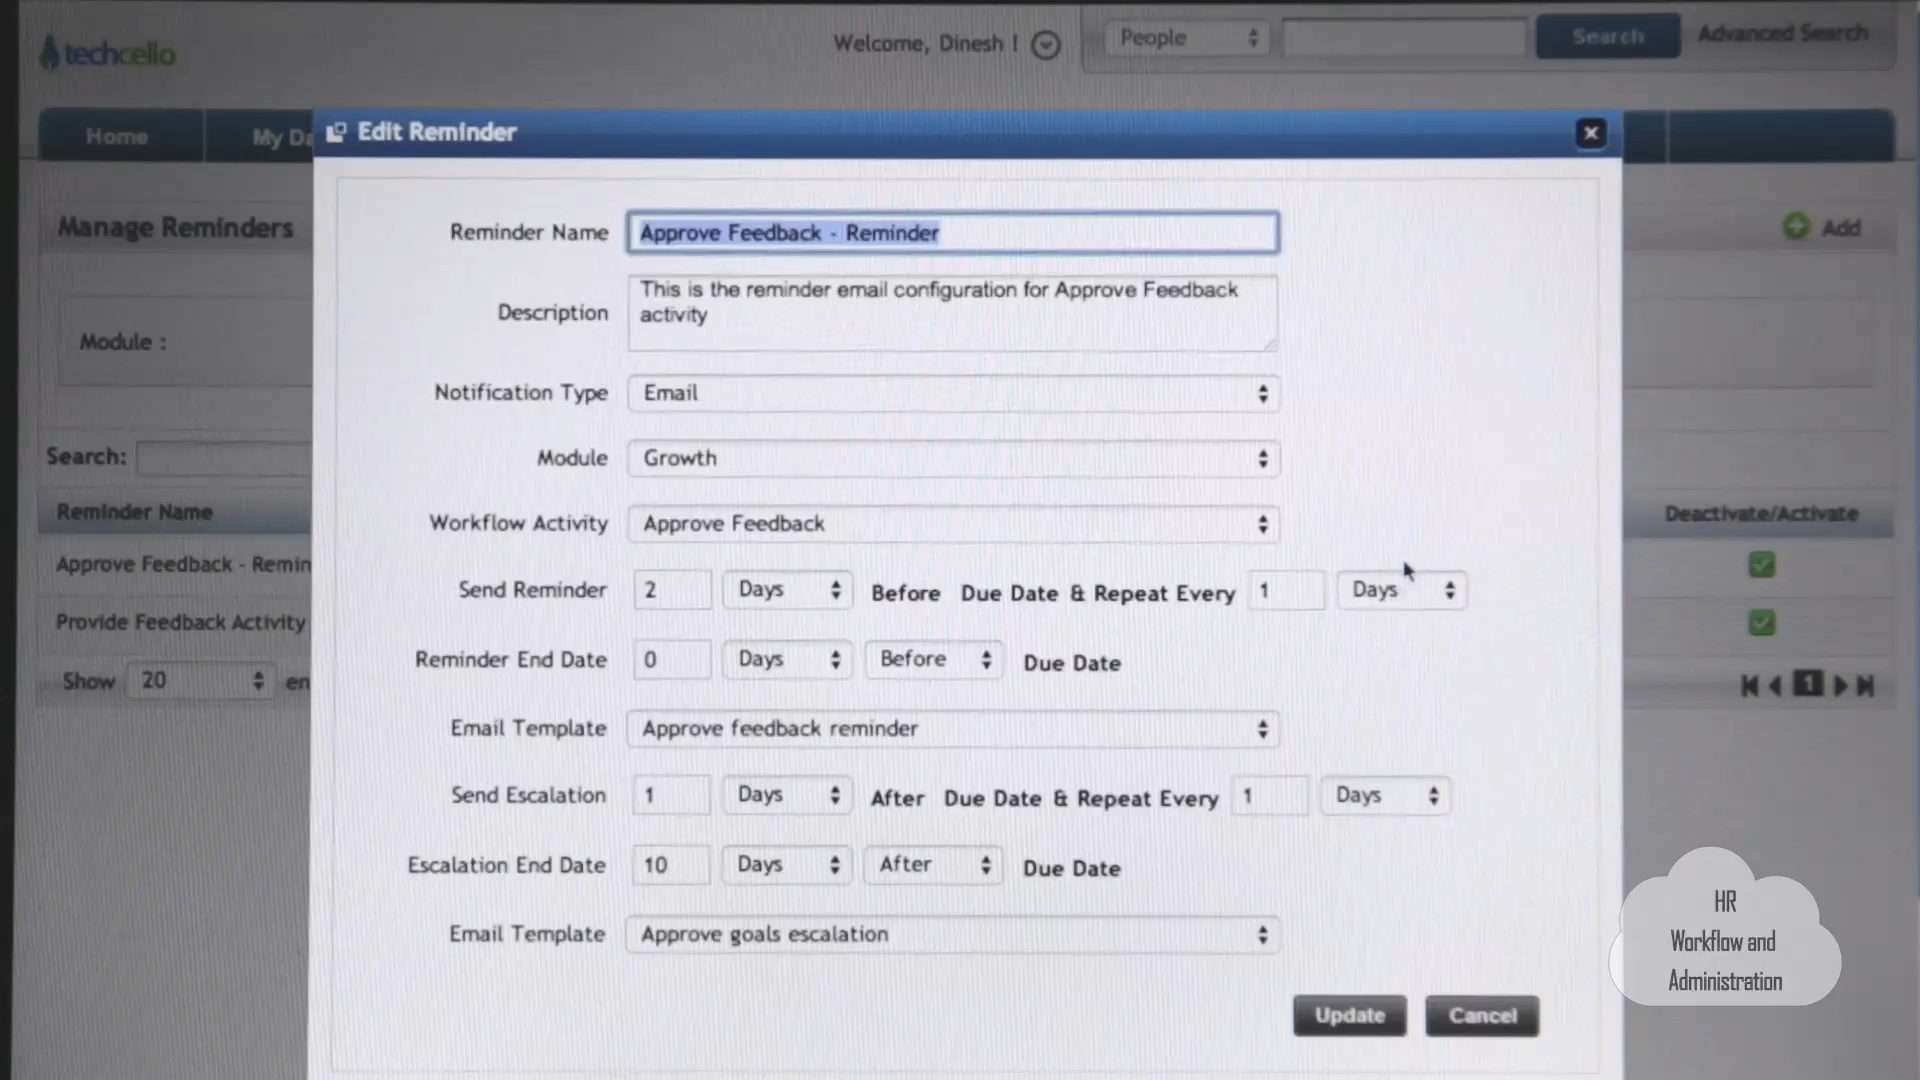 techcello
Welcome, Dinesh !
People
Search
Advanced Search
Home
My Da
Edit Reminder
Manage Reminders
Add
Module :
Search:
Reminder Name
Deactivate/Activate
Approve Feedback - Remin
Provide Feedback Activity
Show 20 en
1
Reminder Name Approve Feedback - Reminder
Description This is the reminder email configuration for Approve Feedback
activity
Notification Type Email
Module Growth
Workflow Activity Approve Feedback
Send Reminder 2 Days Before Due Date & Repeat Every 1 Days
Reminder End Date 0 Days Before Due Date
Email Template Approve feedback reminder
Send Escalation 1 Days After Due Date & Repeat Every 1 Days
Escalation End Date 10 Days After Due Date
Email Template Approve goals escalation
Update Cancel
HR
Workflow and
Administration